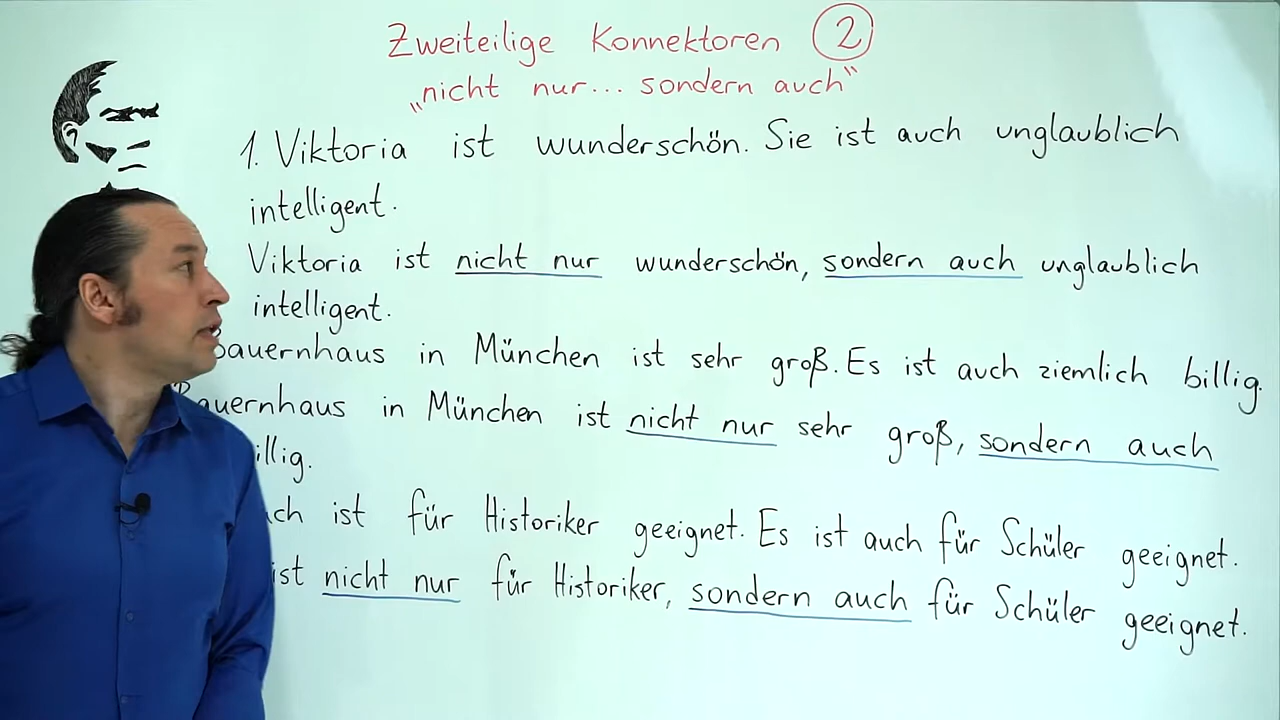 Zweiteilige Konnektoren 2
"nicht nur... sondern auch"
1. Viktoria ist wunderschön. Sie ist auch unglaublich
intelligent.
Viktoria ist nicht nur wunderschön, sondern auch unglaublich
intelligent.
Bauernhaus in München ist sehr groß. Es ist auch ziemlich billig.
Bauernhaus in München ist nicht nur sehr groß, sondern auch
illig.
ch ist für Historiker geeignet. Es ist auch für Schüler geeignet.
ist nicht nur für Historiker, sondern auch für Schüler geeignet.